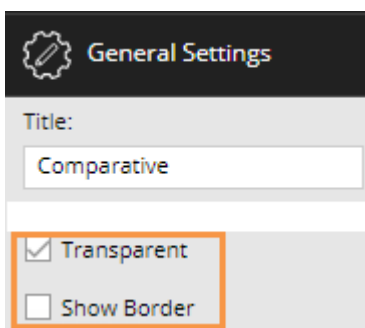 General Settings
Title:
Comparative
Transparent
Show Border